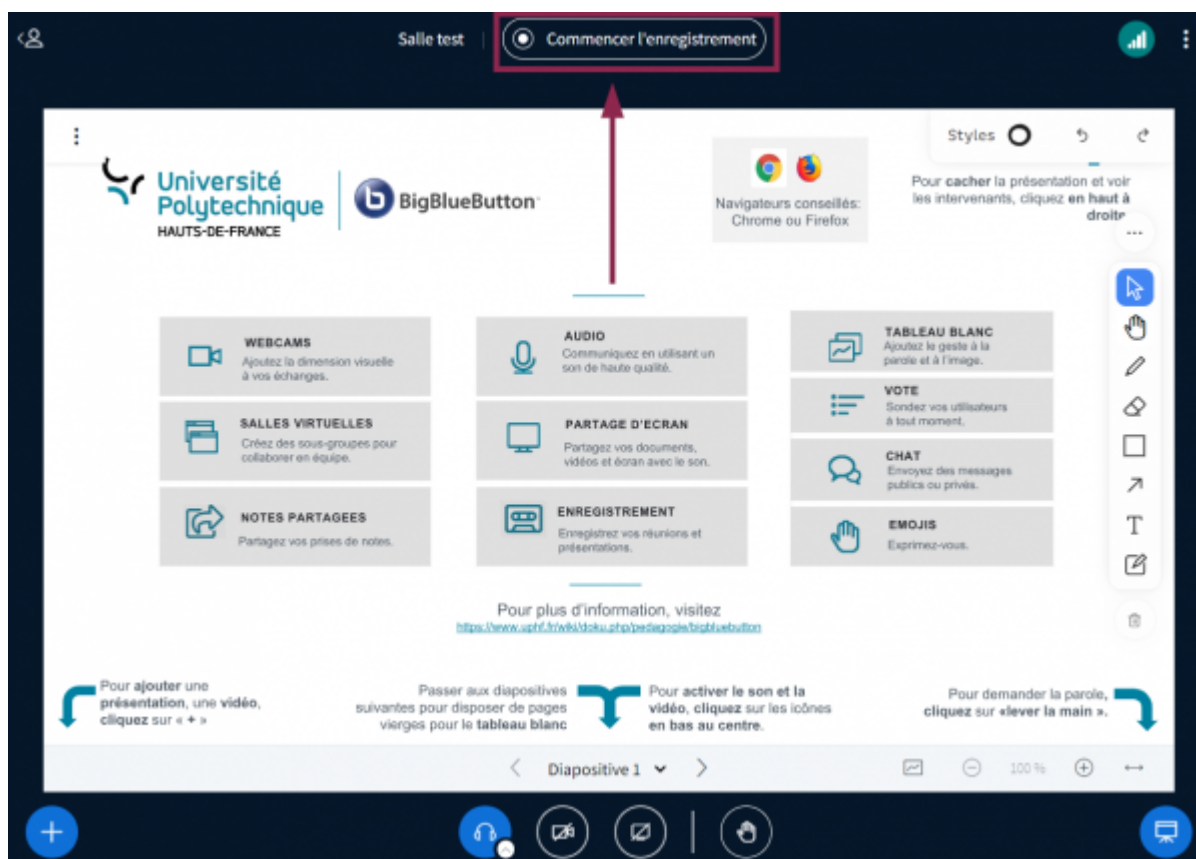 Salle test
Commencer l'enregistrement
Styles
Université
Polytechnique
HAUTS-DE-FRANCE
BigBlueButton
Navigateurs conseillés:
Chrome ou Firefox
Pour cacher la présentation et voir
les intervenants, cliquez en haut à
droite
WEBCAMS
Ajoutez la dimension visuelle
à vos échanges.
AUDIO
Communiquez en utilisant un
son de haute qualité.
TABLEAU BLANC
Ajoutez le geste à la
parole et à l'image.
VOTE
Sondez vos utilisateurs
à tout moment.
SALLES VIRTUELLES
Créez des sous-groupes pour
collaborer en équipe.
PARTAGE D'ECRAN
Partagez vos documents,
vidéos et écran avec le son.
CHAT
Envoyez des messages
publics ou privés.
NOTES PARTAGEES
Partagez vos prises de notes.
ENREGISTREMENT
Enregistrez vos réunions et
présentations.
EMOJIS
Exprimez-vous.
T
Pour plus d'information, visitez
https://www.uphf.fr/wiki/doku.php/pedagogie/bigbluebutton
Pour ajouter une
présentation, une vidéo,
cliquez sur « + »
Passer aux diapositives
suivantes pour disposer de pages
vierges pour le tableau blanc
Pour activer le son et la
vidéo, cliquez sur les icônes
en bas au centre.
Pour demander la parole,
cliquez sur «lever la main ».
Diapositive 1
100 %